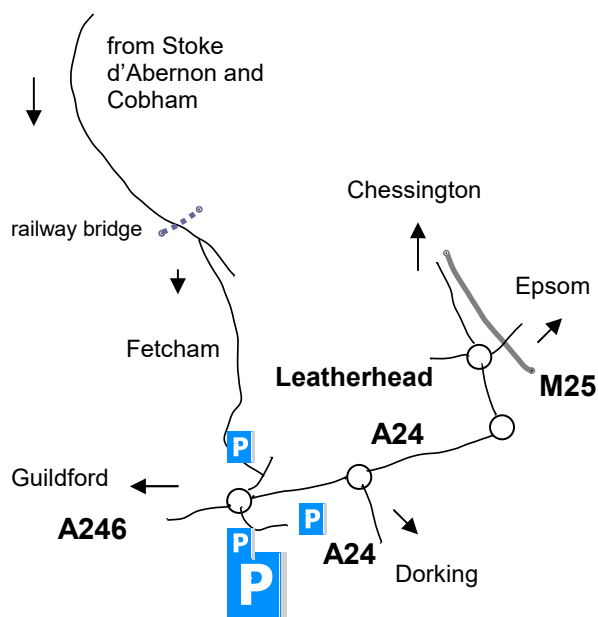 from Stoke
d’Abernon and
Cobham
Chessington
railway bridge
Epsom
Fetcham
Leatherhead
M25
A24
P
Guildford
P
A246
P
A24
P
Dorking